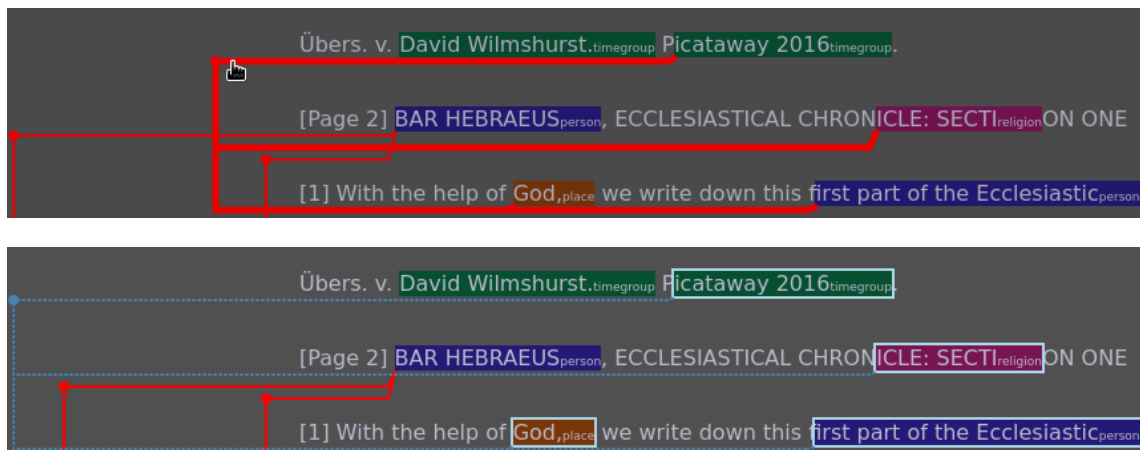 Übers. v. David Wilmshurst.timegroup Picataway 2016timegroup.
[Page 2] BAR HEBRAEUSperson, ECCLESIASTICAL CHRONICLE: SECTIreligionON ONE
[1] With the help of God,place we write down this first part of the Ecclesiasticperson
Übers. v. David Wilmshurst.timegroup Picataway 2016timegroup.
[Page 2] BAR HEBRAEUSperson, ECCLESIASTICAL CHRONICLE: SECTIreligionON ONE
[1] With the help of God,place we write down this first part of the Ecclesiasticperson